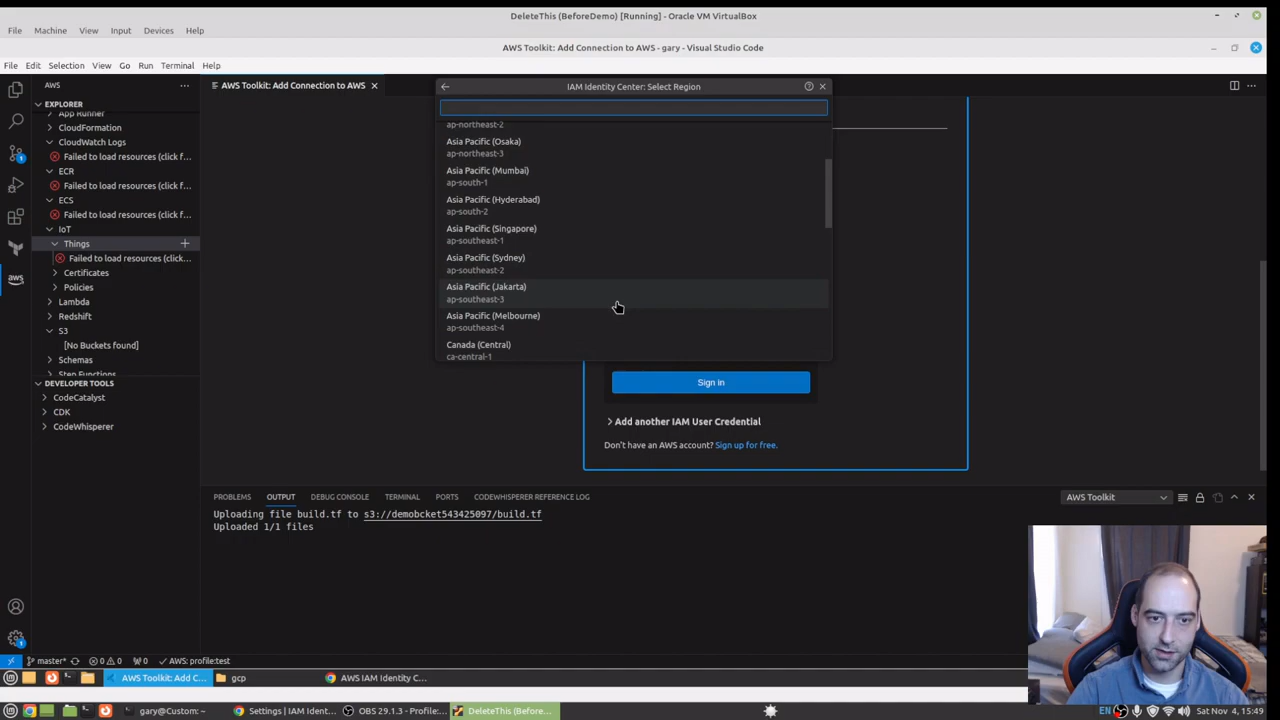 DeleteThis (BeforeDemo) [Running] - Oracle VM VirtualBox
File Machine View Input Devices Help
AWS Toolkit: Add Connection to AWS - gary - Visual Studio Code
File Edit Selection View Go Run Terminal Help
AWS
AWS Toolkit: Add Connection to AWS
IAM Identity Center: Select Region
EXPLORER
App Runner
CloudFormation
CloudWatch Logs
Failed to load resources (click f...
ECR
Failed to load resources (click f...
ECS
Failed to load resources (click f...
IoT
Things
Failed to load resources (click...
Certificates
Policies
Lambda
Redshift
S3
[No Buckets found]
Schemas
Step Functions
DEVELOPER TOOLS
CodeCatalyst
CDK
CodeWhisperer
ap-northeast-2
Asia Pacific (Osaka)
ap-northeast-3
Asia Pacific (Mumbai)
ap-south-1
Asia Pacific (Hyderabad)
ap-south-2
Asia Pacific (Singapore)
ap-southeast-1
Asia Pacific (Sydney)
ap-southeast-2
Asia Pacific (Jakarta)
ap-southeast-3
Asia Pacific (Melbourne)
ap-southeast-4
Canada (Central)
ca-central-1
Sign in
Add another IAM User Credential
Don't have an AWS account? Sign up for free.
PROBLEMS OUTPUT DEBUG CONSOLE TERMINAL PORTS CODEWHISPERER REFERENCE LOG
AWS Toolkit
Uploading file build.tf to s3://demobcket543425097/build.tf
Uploaded 1/1 files
aws
1
1
master* 0 0 0 AWS: profile:test
AWS Toolkit: Add C... gcp AWS IAM Identity C...
gary@Custom: ~ Settings | IAM Ident... OBS 29.1.3 - Profile:... DeleteThis (BeforeDe... EN Sat Nov 4, 15:49